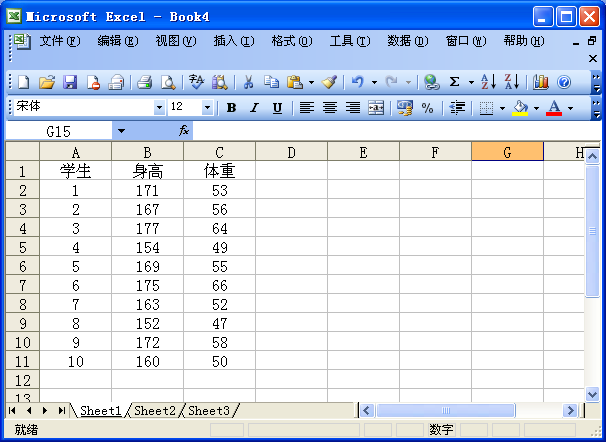 Microsoft Excel - Book4
文件(F) 编辑(E) 视图(V) 插入(I) 格式(O) 工具(T) 数据(D) 窗口(W) 帮助(H)
宋体 12 B I U %
G15 fx
A B C D E F G H
1 学生 身高 体重
2 1 171 53
3 2 167 56
4 3 177 64
5 4 154 49
6 5 169 55
7 6 175 66
8 7 163 52
9 8 152 47
10 9 172 58
11 10 160 50
12
13
Sheet1 Sheet2 Sheet3
就绪 数字